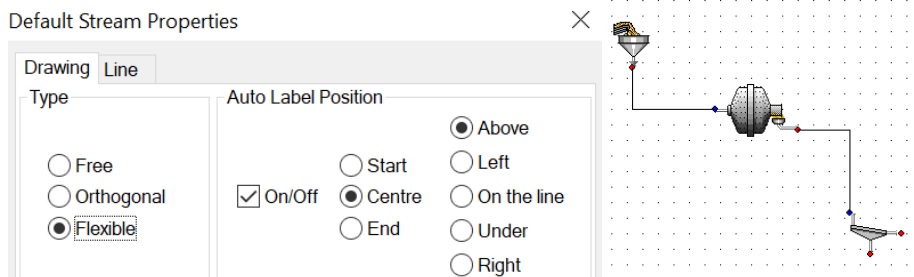 Default Stream Properties
Drawing Line
Type
Auto Label Position
Above
Free
Start
Left
Orthogonal
On/Off
Centre
On the line
Flexible
End
Under
Right